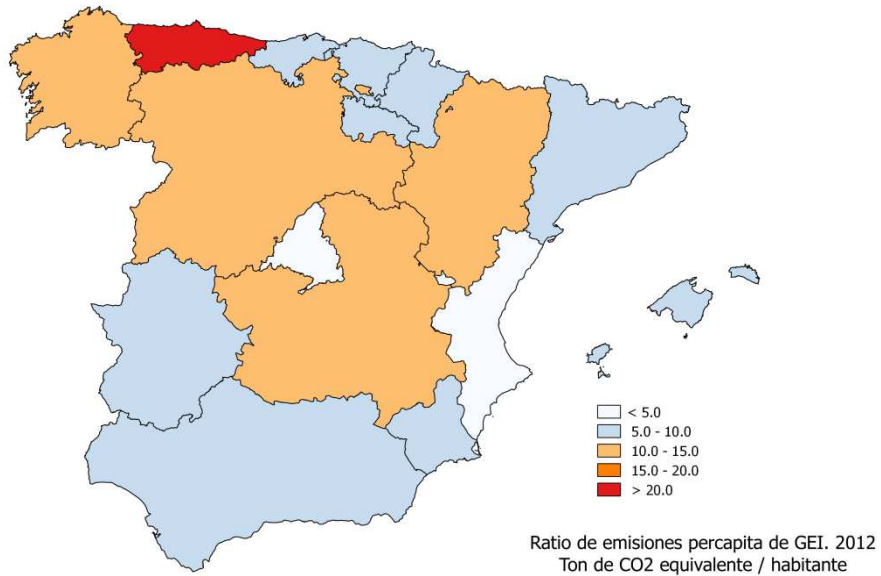 < 5.0
5.0 - 10.0
10.0 - 15.0
15.0 - 20.0
> 20.0
Ratio de emisiones percapita de GEI. 2012
Ton de CO2 equivalente / habitante